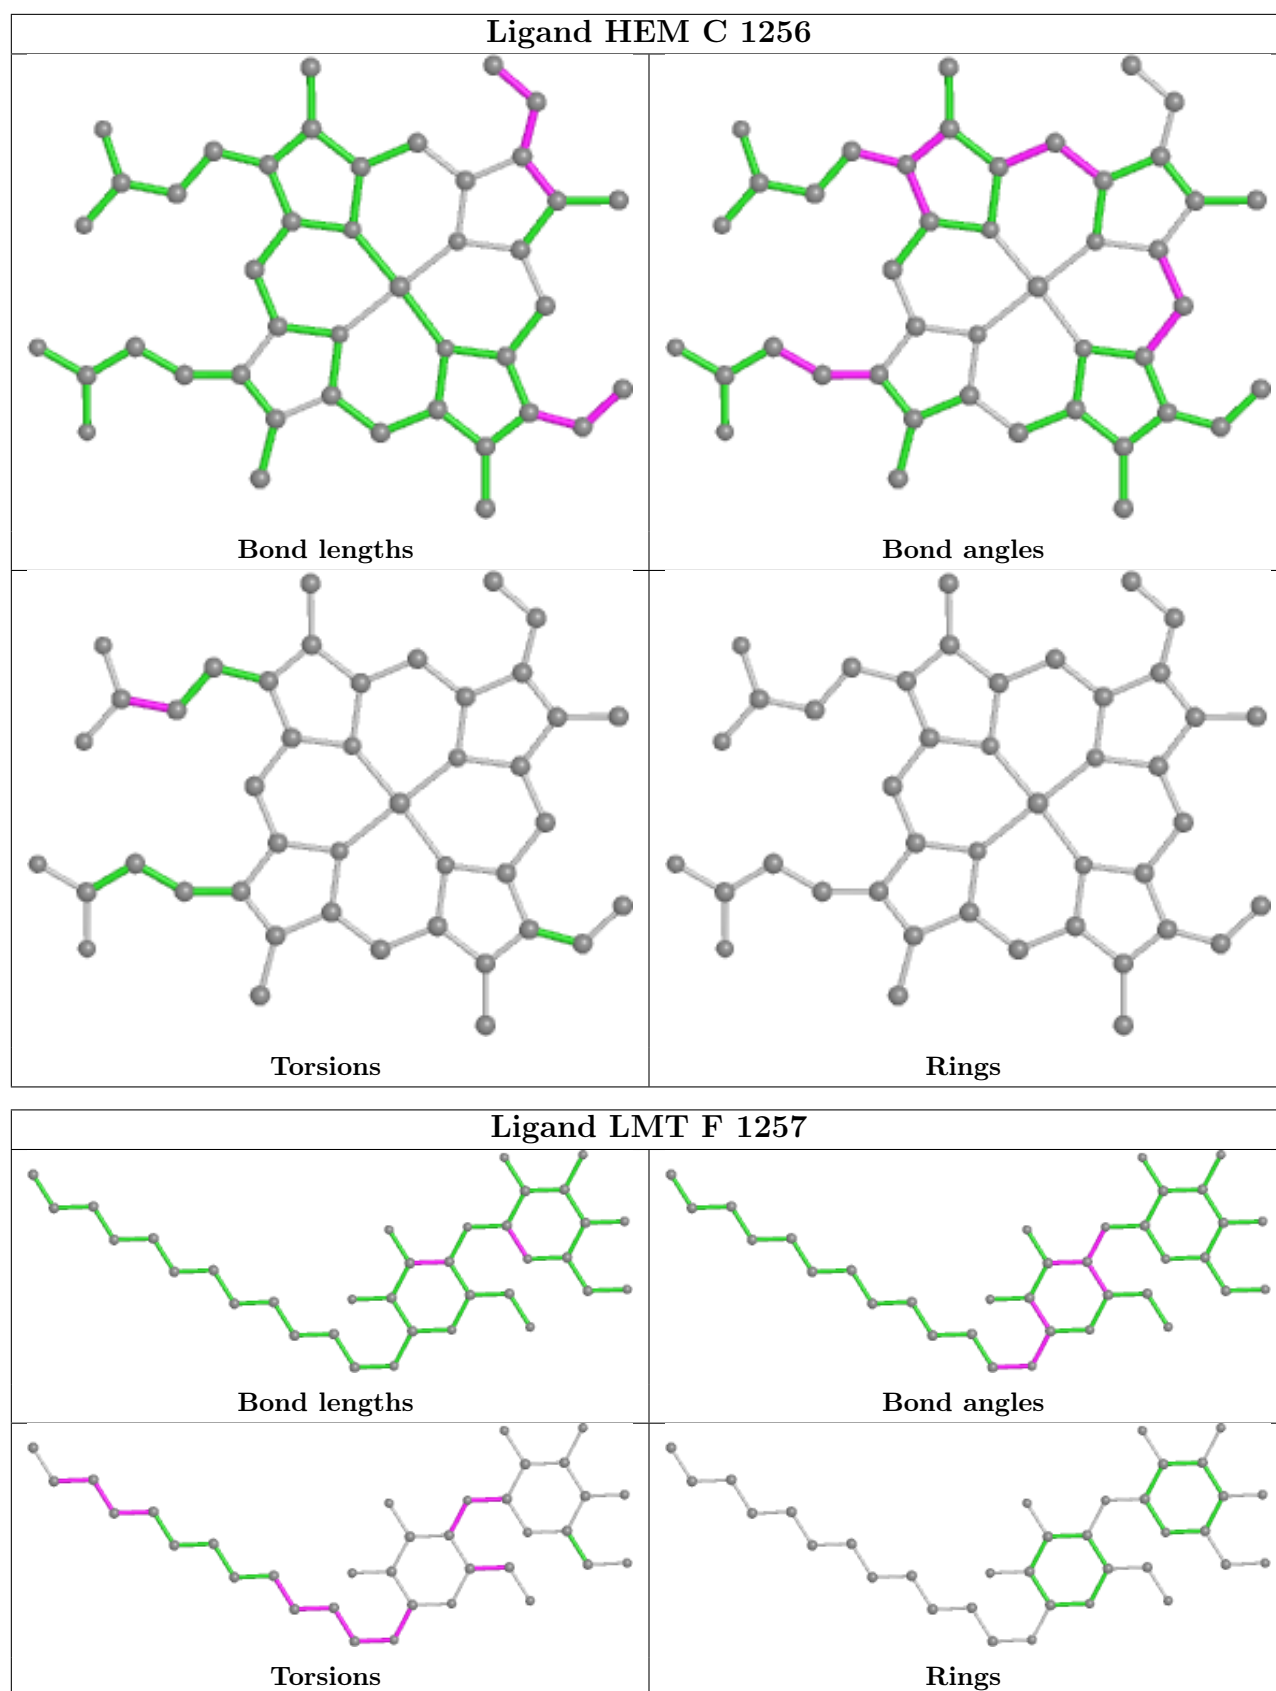 Ligand HEM C 1256
Bond lengths
Bond angles
Torsions
Rings
Ligand LMT F 1257
Bond lengths
Bond angles
Torsions
Rings